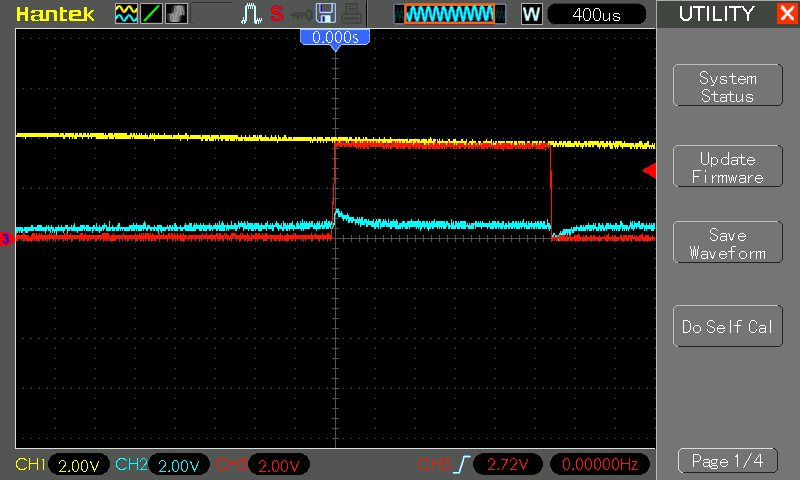 Hantek
S
W
400us
UTILITY
0.000s
System
Status
Update
Firmware
3
Save
Waveform
Do Self Cal
CH1 2.00V CH2 2.00V CH3 2.00V CH3 2.72V 0.00000Hz
Page 1/4